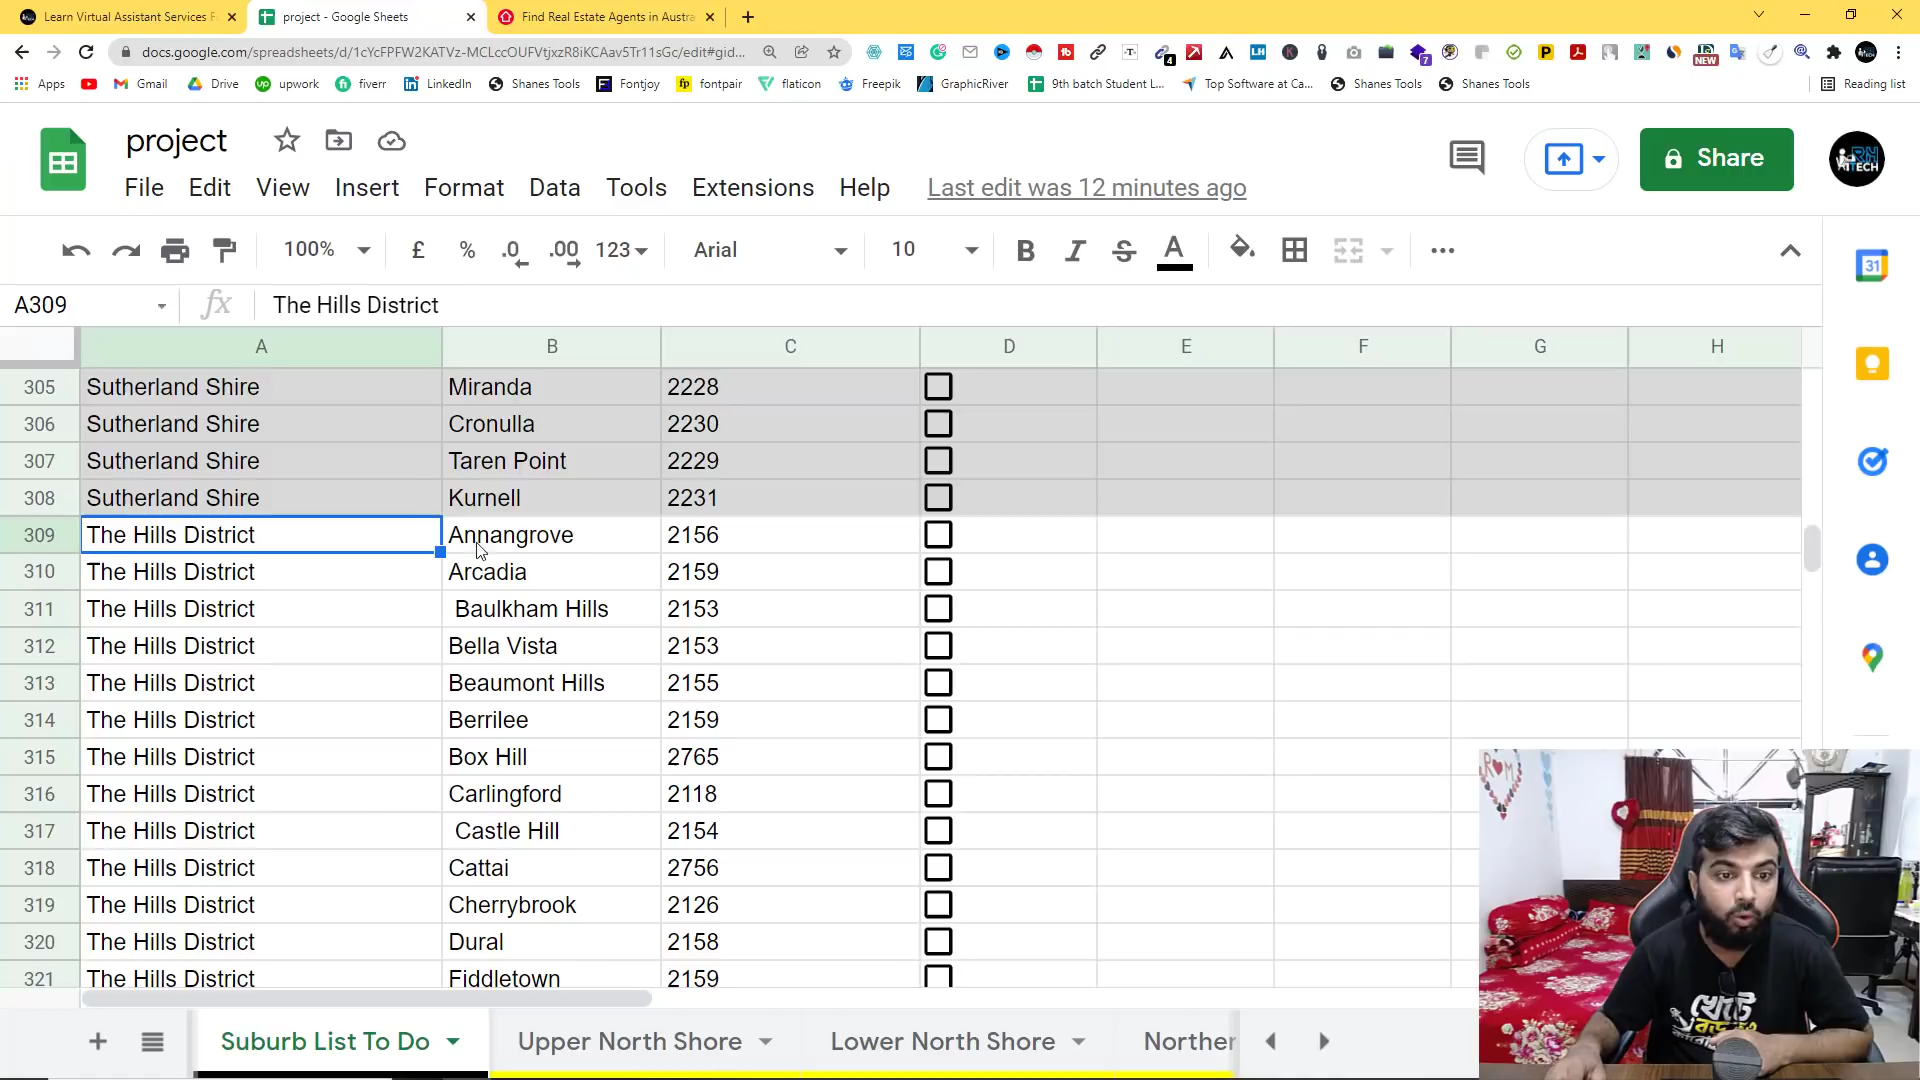 Learn Virtual Assistant Services F
project - Google Sheets
Find Real Estate Agents in Austra
docs.google.com/spreadsheets/d/1cYcFPFW2KATVz-MCLccOUFVtjxzR8iKCAav5Tr11sGc/edit#gid...
Apps Gmail Drive upwork fiverr LinkedIn Shanes Tools Fontjoy fontpair flaticon Freepik GraphicRiver 9th batch Student L... Top Software at Ca... Shanes Tools Shanes Tools Reading list
project
File Edit View Insert Format Data Tools Extensions Help Last edit was 12 minutes ago
Share
100% £ % .0 .00 123 Arial 10 B I S A
A309 fx The Hills District
A B C D E F G H
305 Sutherland Shire Miranda 2228
306 Sutherland Shire Cronulla 2230
307 Sutherland Shire Taren Point 2229
308 Sutherland Shire Kurnell 2231
309 The Hills District Annangrove 2156
310 The Hills District Arcadia 2159
311 The Hills District Baulkham Hills 2153
312 The Hills District Bella Vista 2153
313 The Hills District Beaumont Hills 2155
314 The Hills District Berrilee 2159
315 The Hills District Box Hill 2765
316 The Hills District Carlingford 2118
317 The Hills District Castle Hill 2154
318 The Hills District Cattai 2756
319 The Hills District Cherrybrook 2126
320 The Hills District Dural 2158
321 The Hills District Fiddletown 2159
Suburb List To Do Upper North Shore Lower North Shore Norther